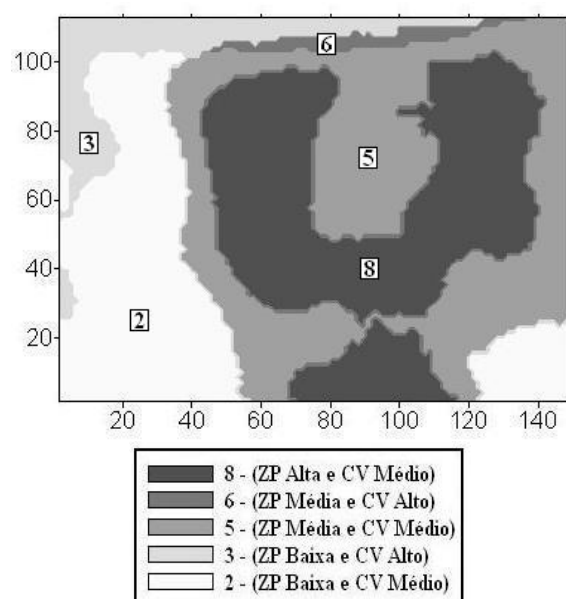 6
100
80
3
5
60
40
8
2
20
20 40 60 80 100 120 140
8 - (ZP Alta e CV Médio)
6 - (ZP Média e CV Alto)
5 - (ZP Média e CV Médio)
3 - (ZP Baixa e CV Alto)
2 - (ZP Baixa e CV Médio)